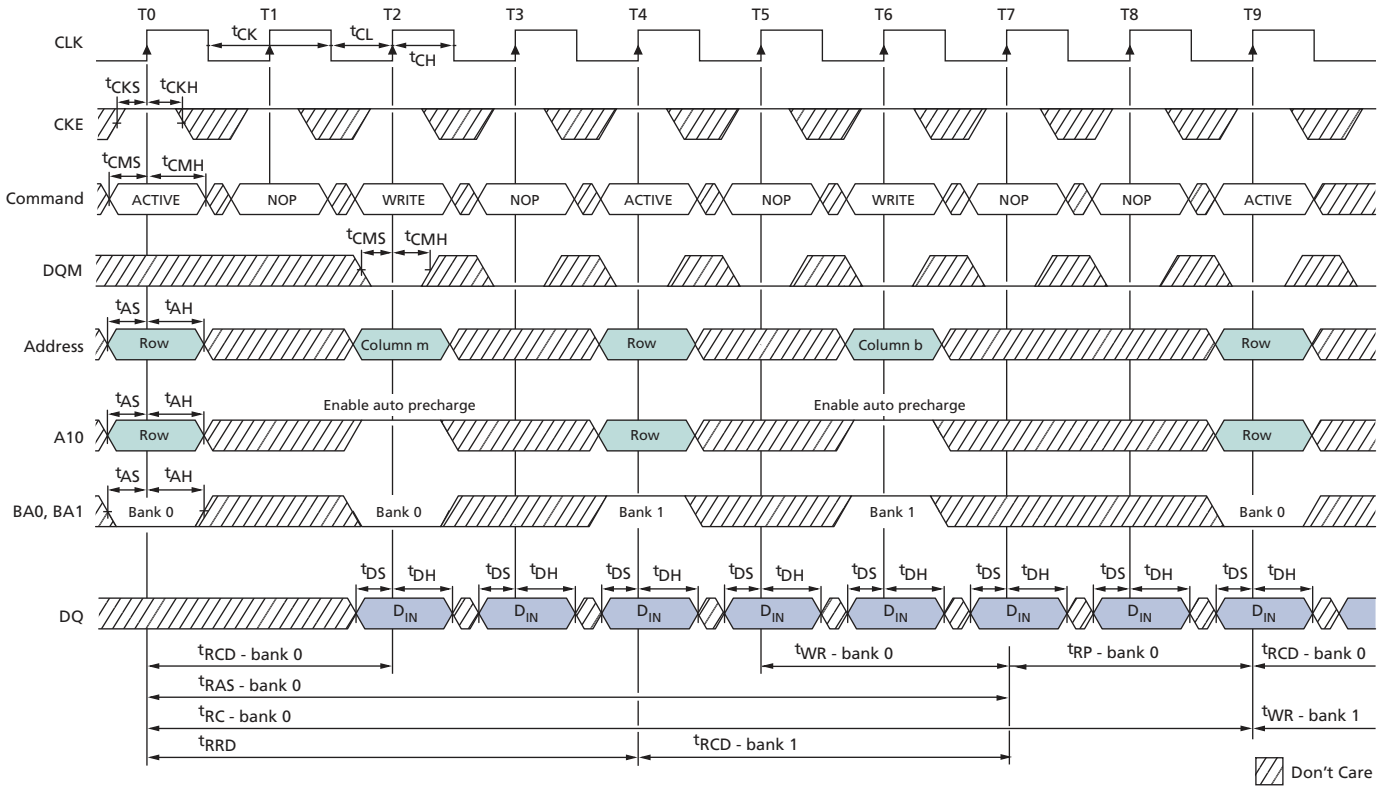 T0 T1 T2 T3 T4 T5 T6 T7 T8 T9
CLK tCK tCL tCH
tCKS tCKH
CKE
tCMS tCMH
Command ACTIVE NOP WRITE NOP ACTIVE NOP WRITE NOP NOP ACTIVE
tCMS tCMH
DQM
tAS tAH
Address Row Column m Row Column b Row
tAS tAH Enable auto precharge Enable auto precharge
A10 Row Row Row
tAS tAH
BA0, BA1 Bank 0 Bank 0 Bank 1 Bank 1 Bank 0
tDS tDH tDS tDH tDS tDH tDS tDH tDS tDH tDS tDH tDS tDH tDS tDH
DQ DIN DIN DIN DIN DIN DIN DIN DIN
tRCD - bank 0 tWR - bank 0 tRP - bank 0 tRCD - bank 0
tRAS - bank 0
tRC - bank 0 tWR - bank 1
tRRD tRCD - bank 1
Don't Care